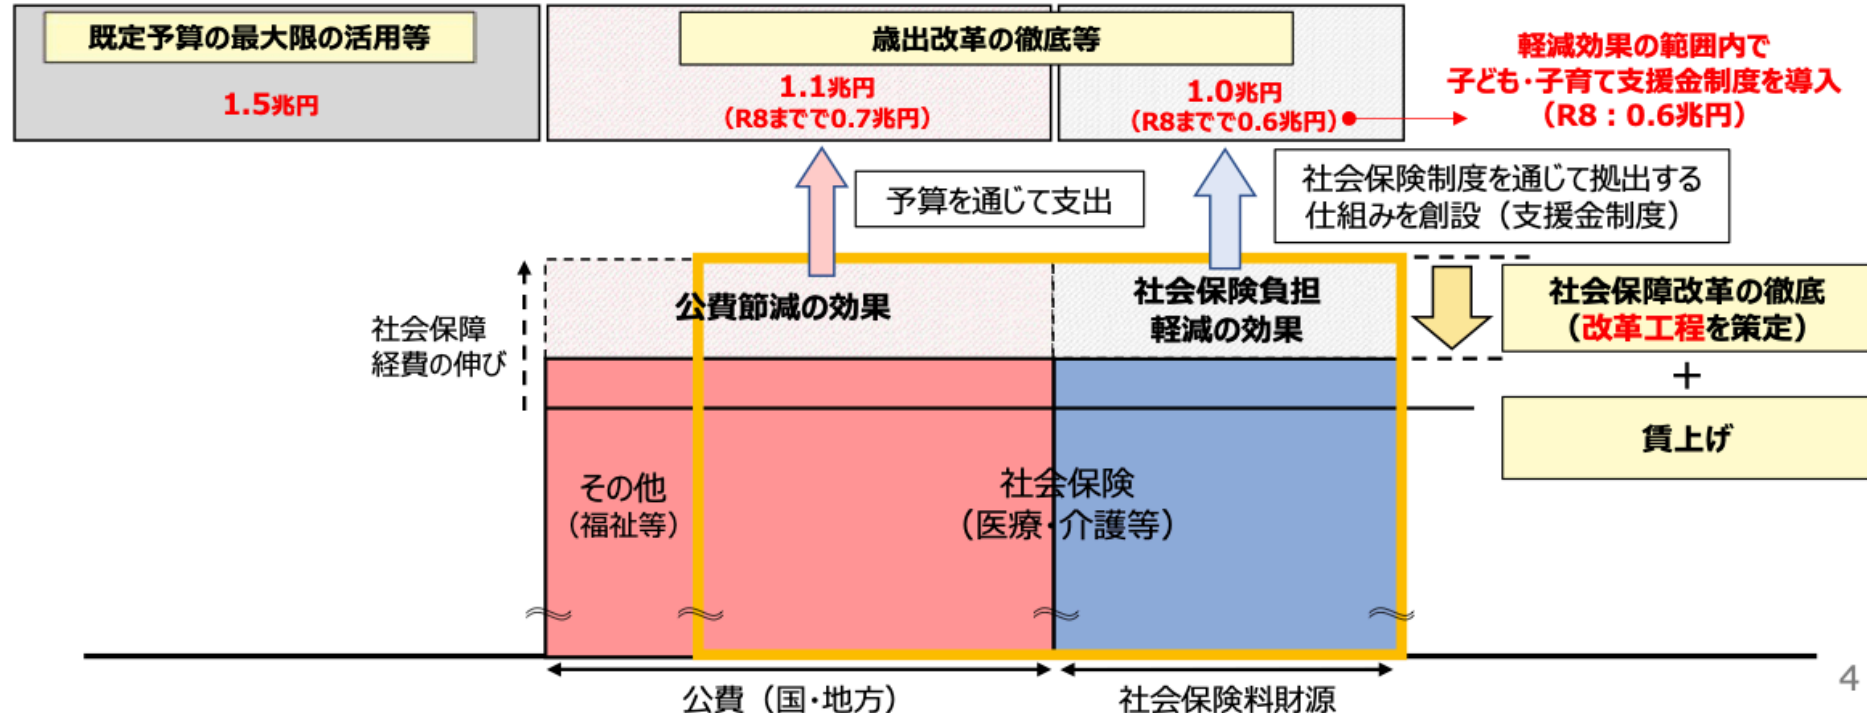 既定予算の最大限の活用等
1.5兆円
歳出改革の徹底等
1.1兆円
（R8までで0.7兆円）
1.0兆円
（R8までで0.6兆円）
軽減効果の範囲内で
子ども・子育て支援金制度を導入
（R8：0.6兆円）
予算を通じて支出
社会保険制度を通じて拠出する
仕組みを創設（支援金制度）
社会保障
経費の伸び
公費節減の効果
社会保険負担
軽減の効果
社会保障改革の徹底
（改革工程を策定）
＋
賃上げ
その他
（福祉等）
社会保険
（医療・介護等）
公費（国・地方）
社会保険料財源
4